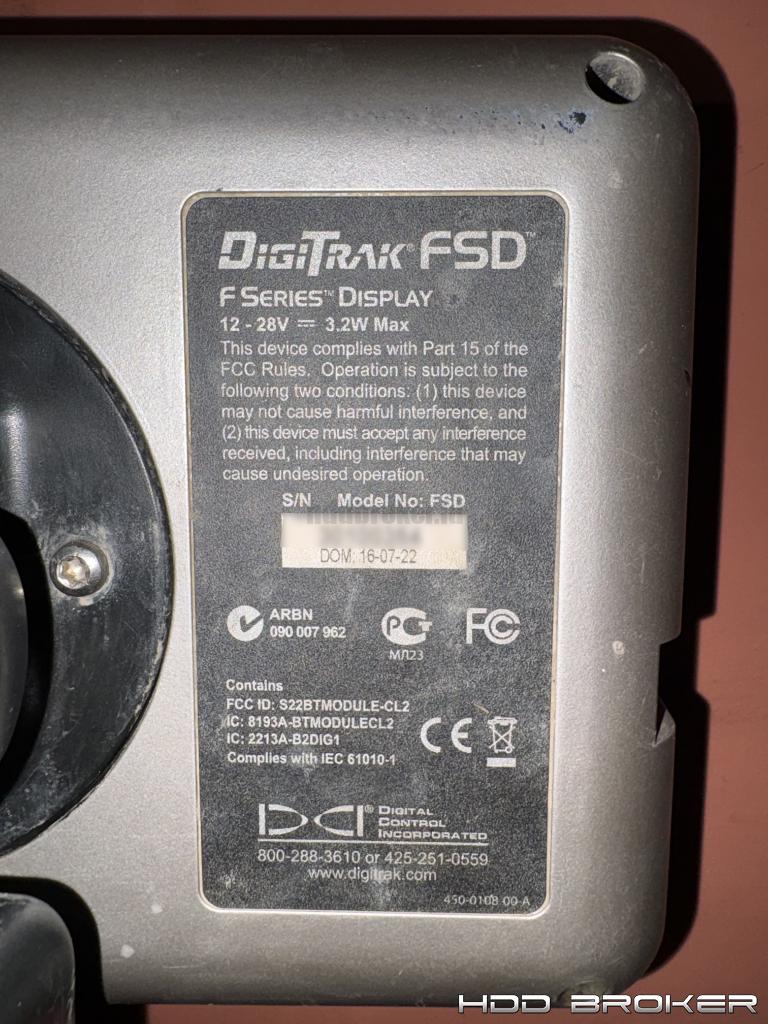 DIGITRAK® FSD™
F SERIES™ DISPLAY
12 - 28V ⎓ 3.2W Max
This device complies with Part 15 of the
FCC Rules. Operation is subject to the
following two conditions: (1) this device
may not cause harmful interference, and
(2) this device must accept any interference
received, including interference that may
cause undesired operation.
S/N Model No: FSD
DOM: 16-07-22
ARBN
090 007 962
РСТ
МЛ23
FC
Contains
FCC ID: S22BTMODULE-CL2
IC: 8193A-BTMODULECL2
IC: 2213A-B2DIG1
Complies with IEC 61010-1
CE
DCI® DIGITAL
CONTROL
INCORPORATED
800-288-3610 or 425-251-0559
www.digitrak.com
450-0108-00-A
HDD BROKER